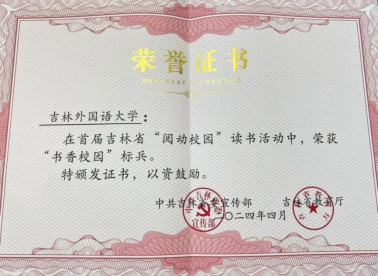 荣誉证书
吉林外国语大学:
在首届吉林省“阅动校园”读书活动中,荣获
“书香校园”标兵。
特颁发证书,以资鼓励。
中共吉林省委宣传部 吉林省教育厅
二〇二四年四月
宣传部